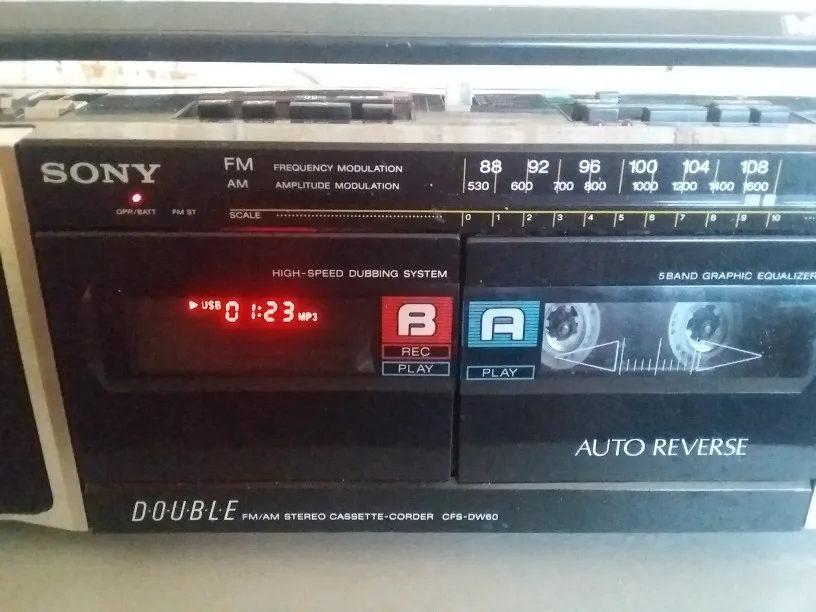 SONY
FM FREQUENCY MODULATION 88 92 96 100 104 108
AM AMPLITUDE MODULATION 530 600 700 800 1000 1200 1400 1600
OPR/BATT FM ST
SCALE 0 1 2 3 4 5 6 7 8 9 10
HIGH-SPEED DUBBING SYSTEM
5 BAND GRAPHIC EQUALIZER
USB 01:23 MP3
B
REC
PLAY
A
PLAY
AUTO REVERSE
D·O·U·B·L·E FM/AM STEREO CASSETTE-CORDER CFS-DW60